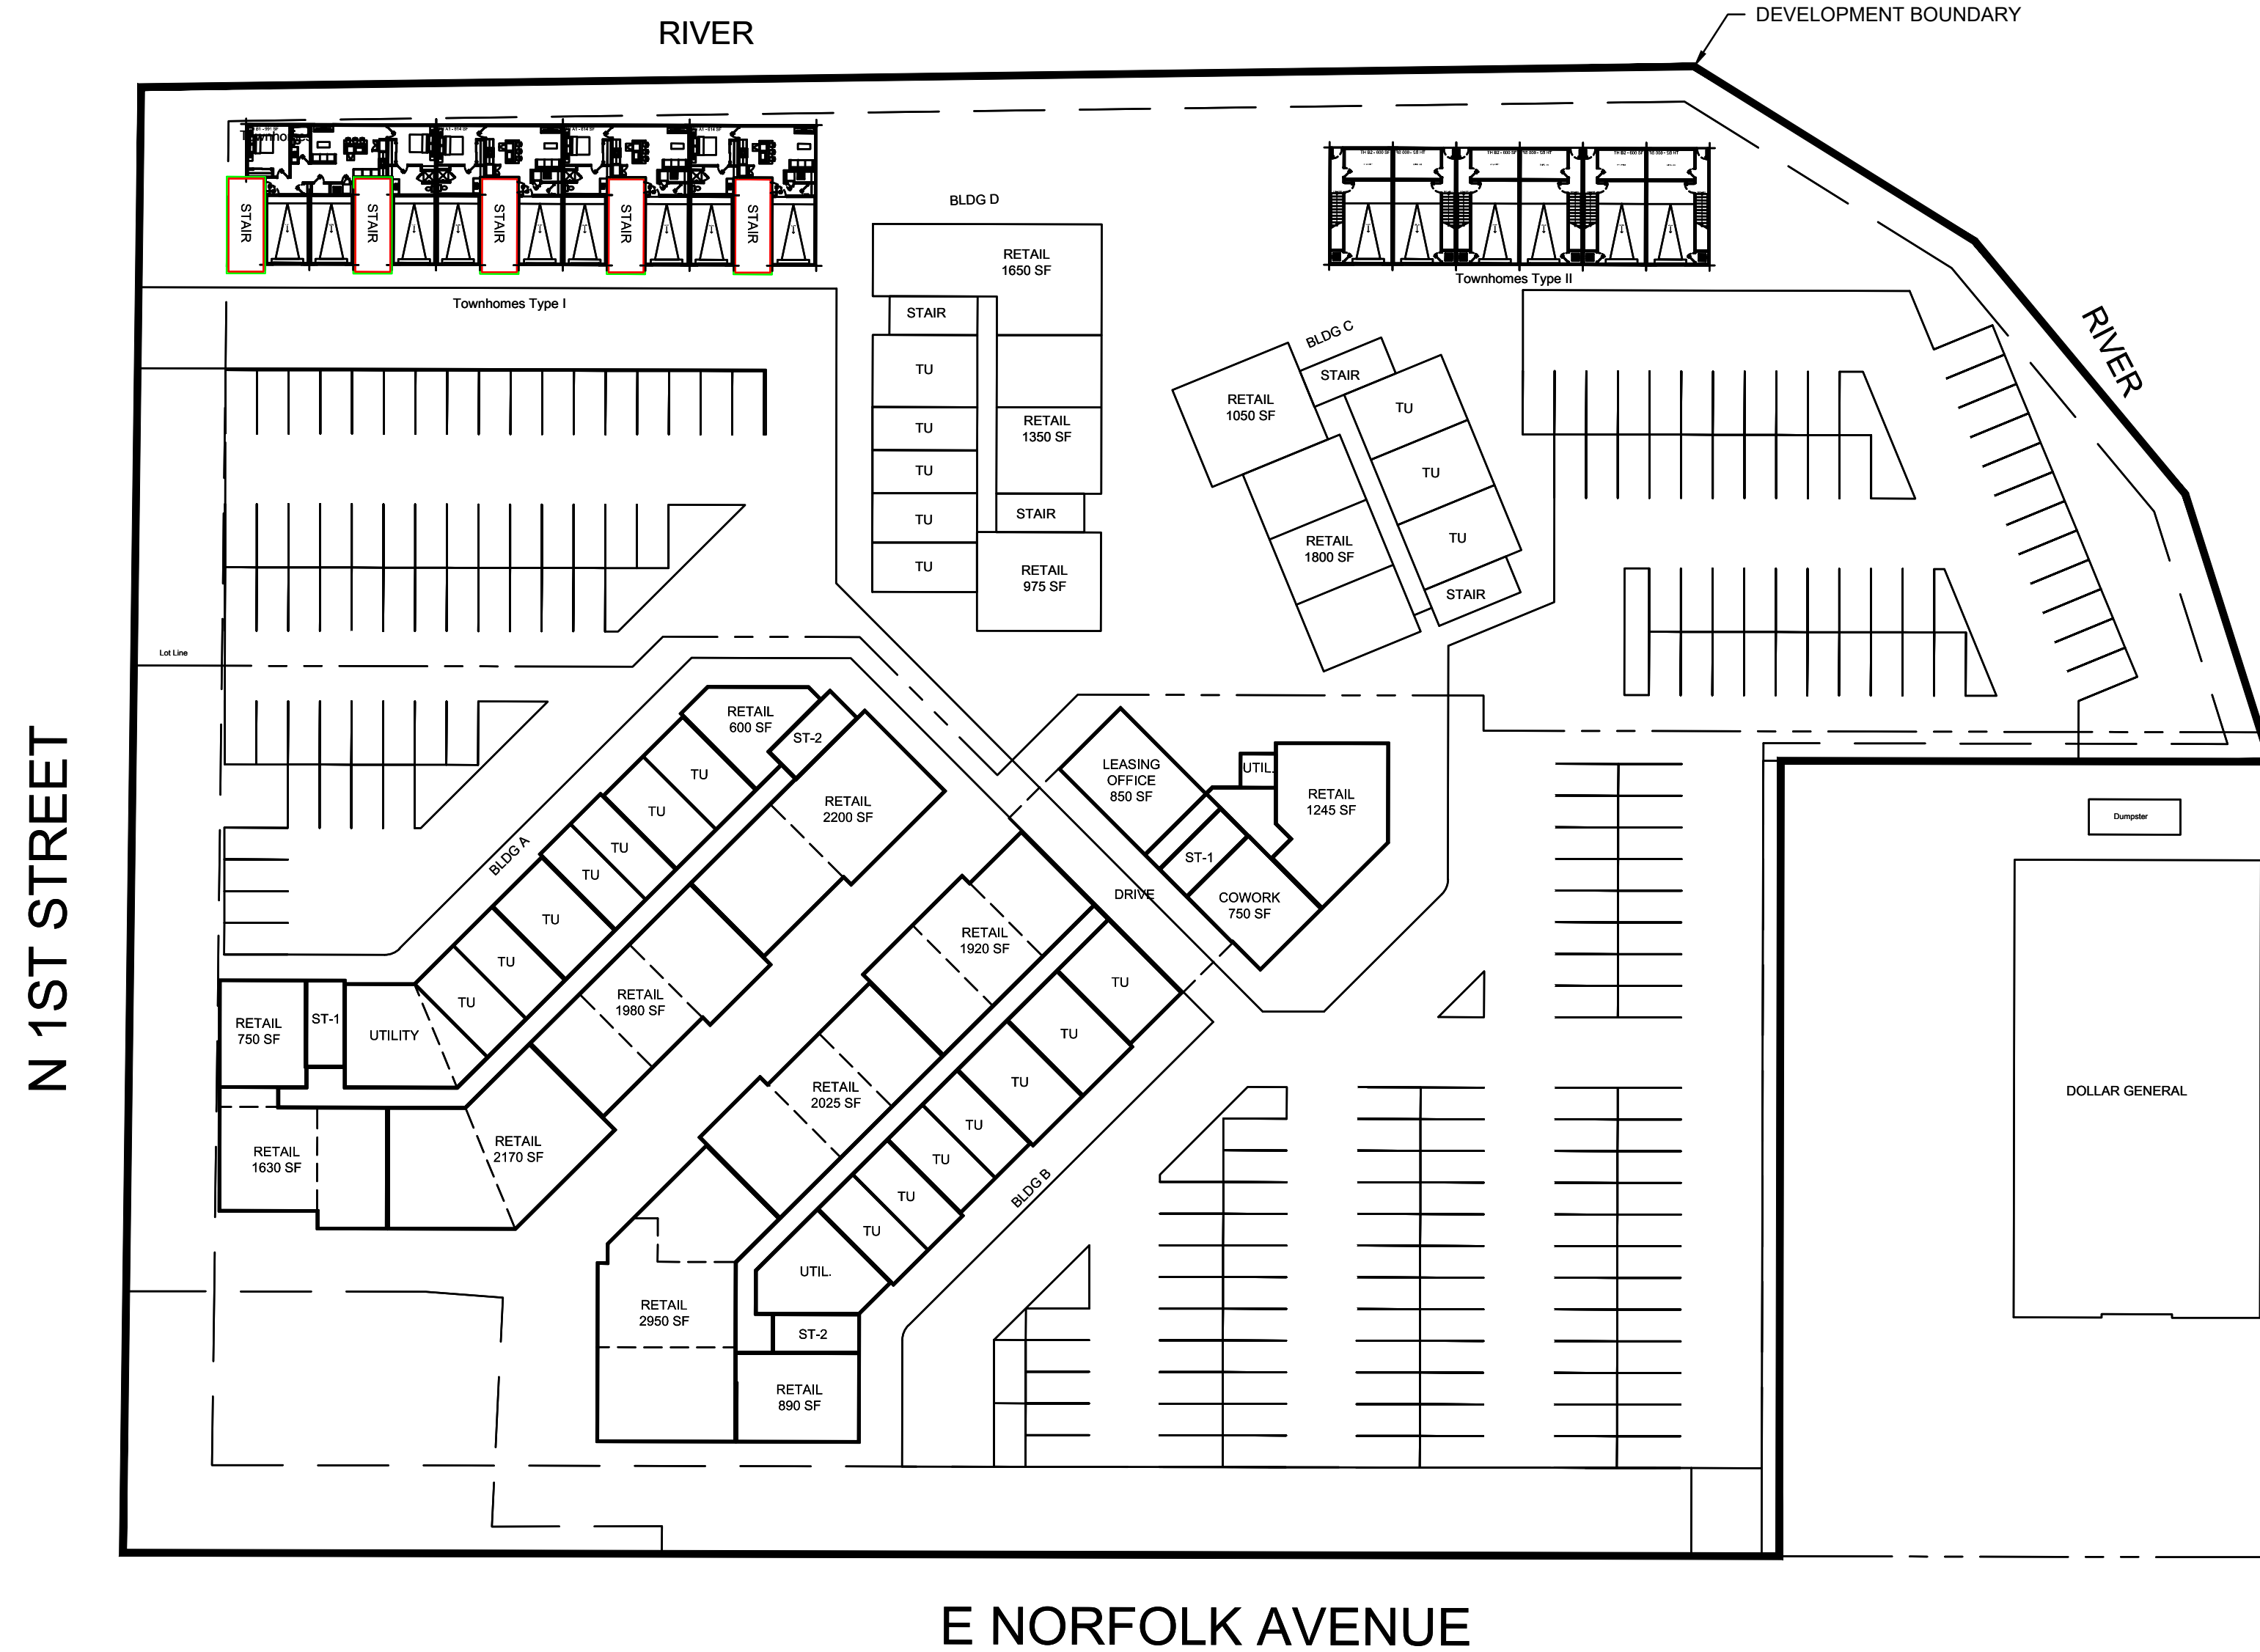 DEVELOPMENT BOUNDARY
RIVER
Townhomes
STAIR
STAIR
STAIR
STAIR
STAIR
Townhomes Type I
Townhomes Type II
RIVER
BLDG D
RETAIL
1650 SF
STAIR
TU
TU
TU
TU
TU
RETAIL
1350 SF
STAIR
RETAIL
975 SF
BLDG C
STAIR
RETAIL
1050 SF
TU
TU
TU
RETAIL
1800 SF
STAIR
Lot Line
N 1ST STREET
BLDG A
RETAIL
600 SF
ST-2
TU
TU
TU
TU
TU
TU
TU
RETAIL
2200 SF
RETAIL
1980 SF
RETAIL
750 SF
ST-1
UTILITY
RETAIL
1630 SF
RETAIL
2170 SF
LEASING
OFFICE
850 SF
UTIL.
RETAIL
1245 SF
ST-1
COWORK
750 SF
DRIVE
RETAIL
1920 SF
RETAIL
2025 SF
TU
TU
TU
TU
TU
TU
TU
BLDG B
UTIL.
RETAIL
2950 SF
ST-2
RETAIL
890 SF
Dumpster
DOLLAR GENERAL
E NORFOLK AVENUE